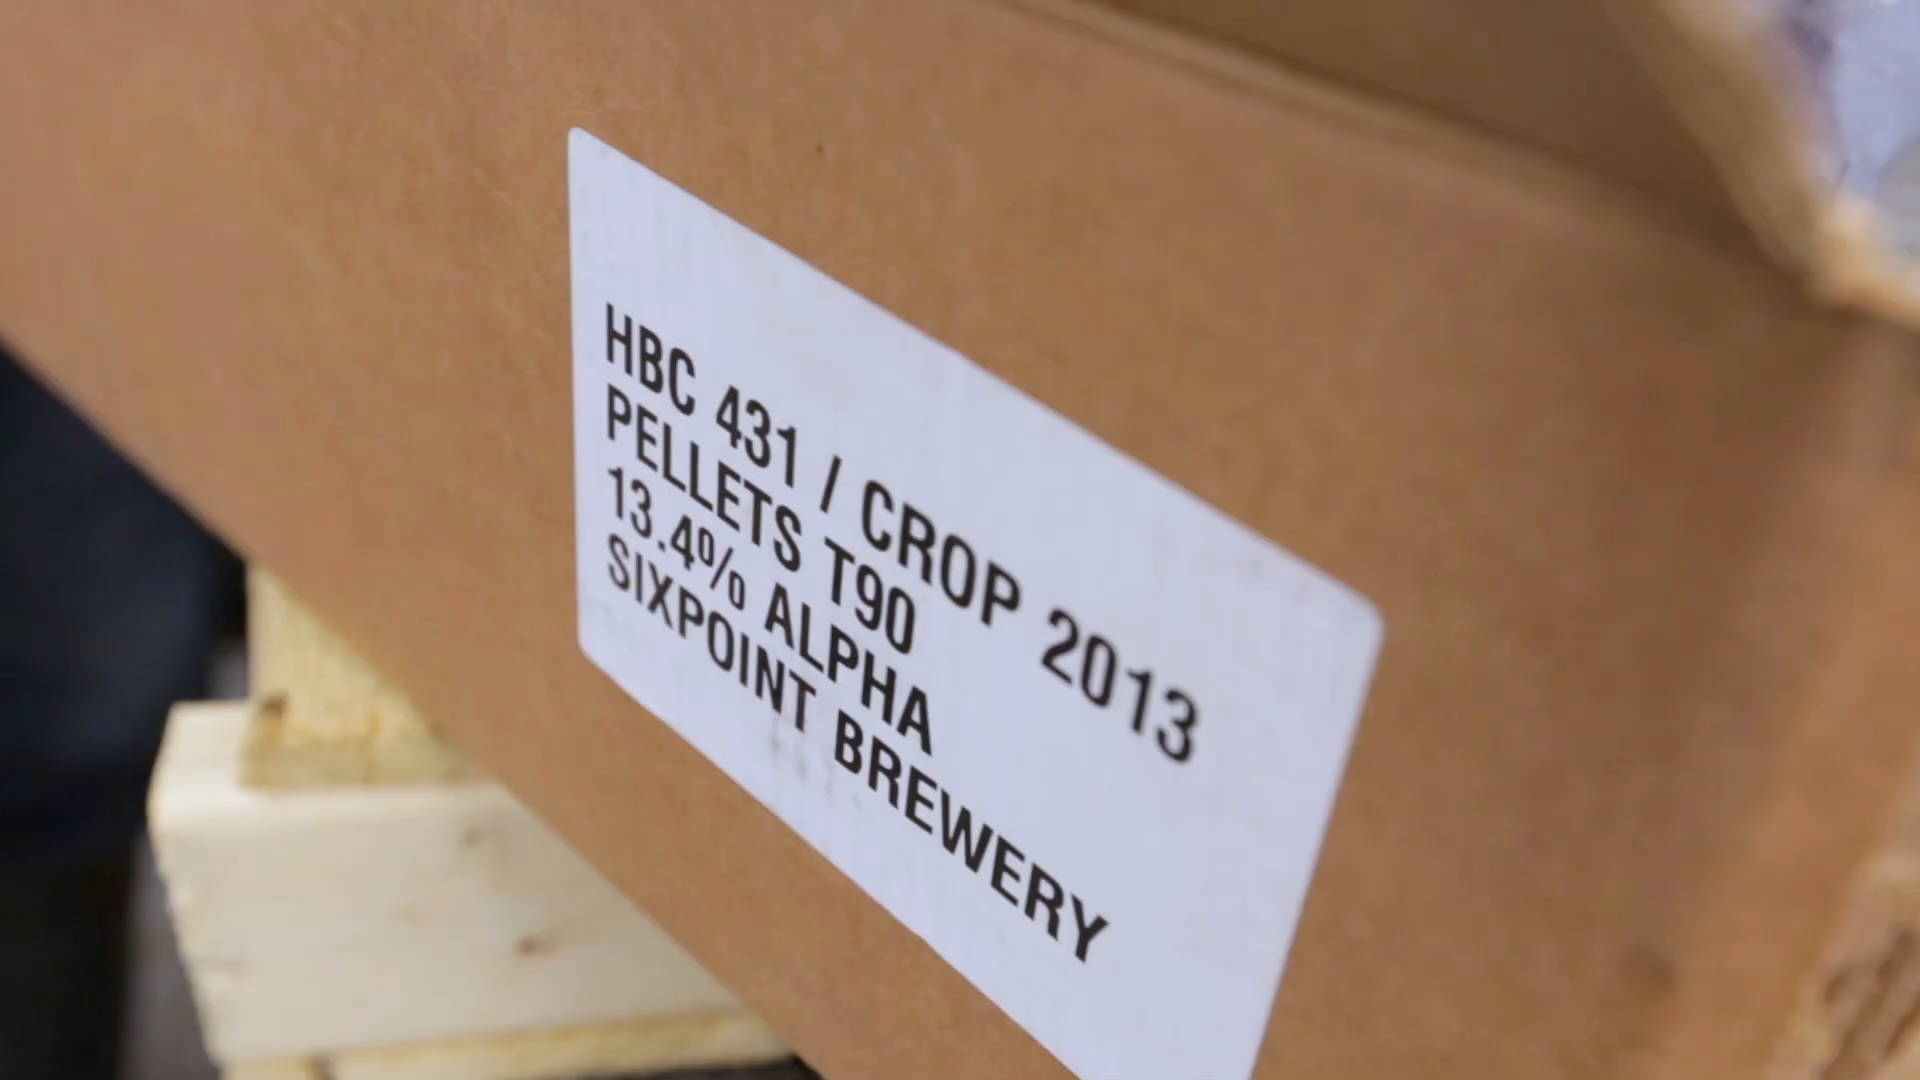 HBC 431 / CROP 2013
PELLETS T90
13.4% ALPHA
SIXPOINT BREWERY